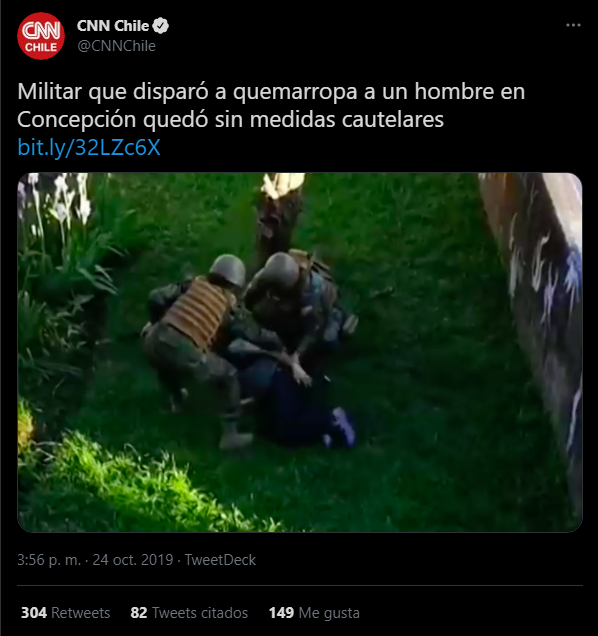 CNN
CHILE
CNN Chile
@CNNChile
Militar que disparó a quemarropa a un hombre en
Concepción quedó sin medidas cautelares
bit.ly/32LZc6X
3:56 p. m. · 24 oct. 2019 · TweetDeck
304 Retweets 82 Tweets citados 149 Me gusta